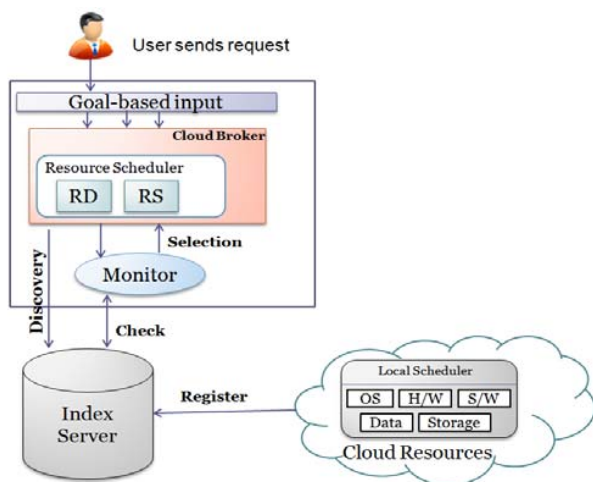 User sends request
Goal-based input
Cloud Broker
Resource Scheduler
RD RS
Selection
Monitor
Discovery
Check
Index
Server
Register
Local Scheduler
OS H/W S/W
Data Storage
Cloud Resources